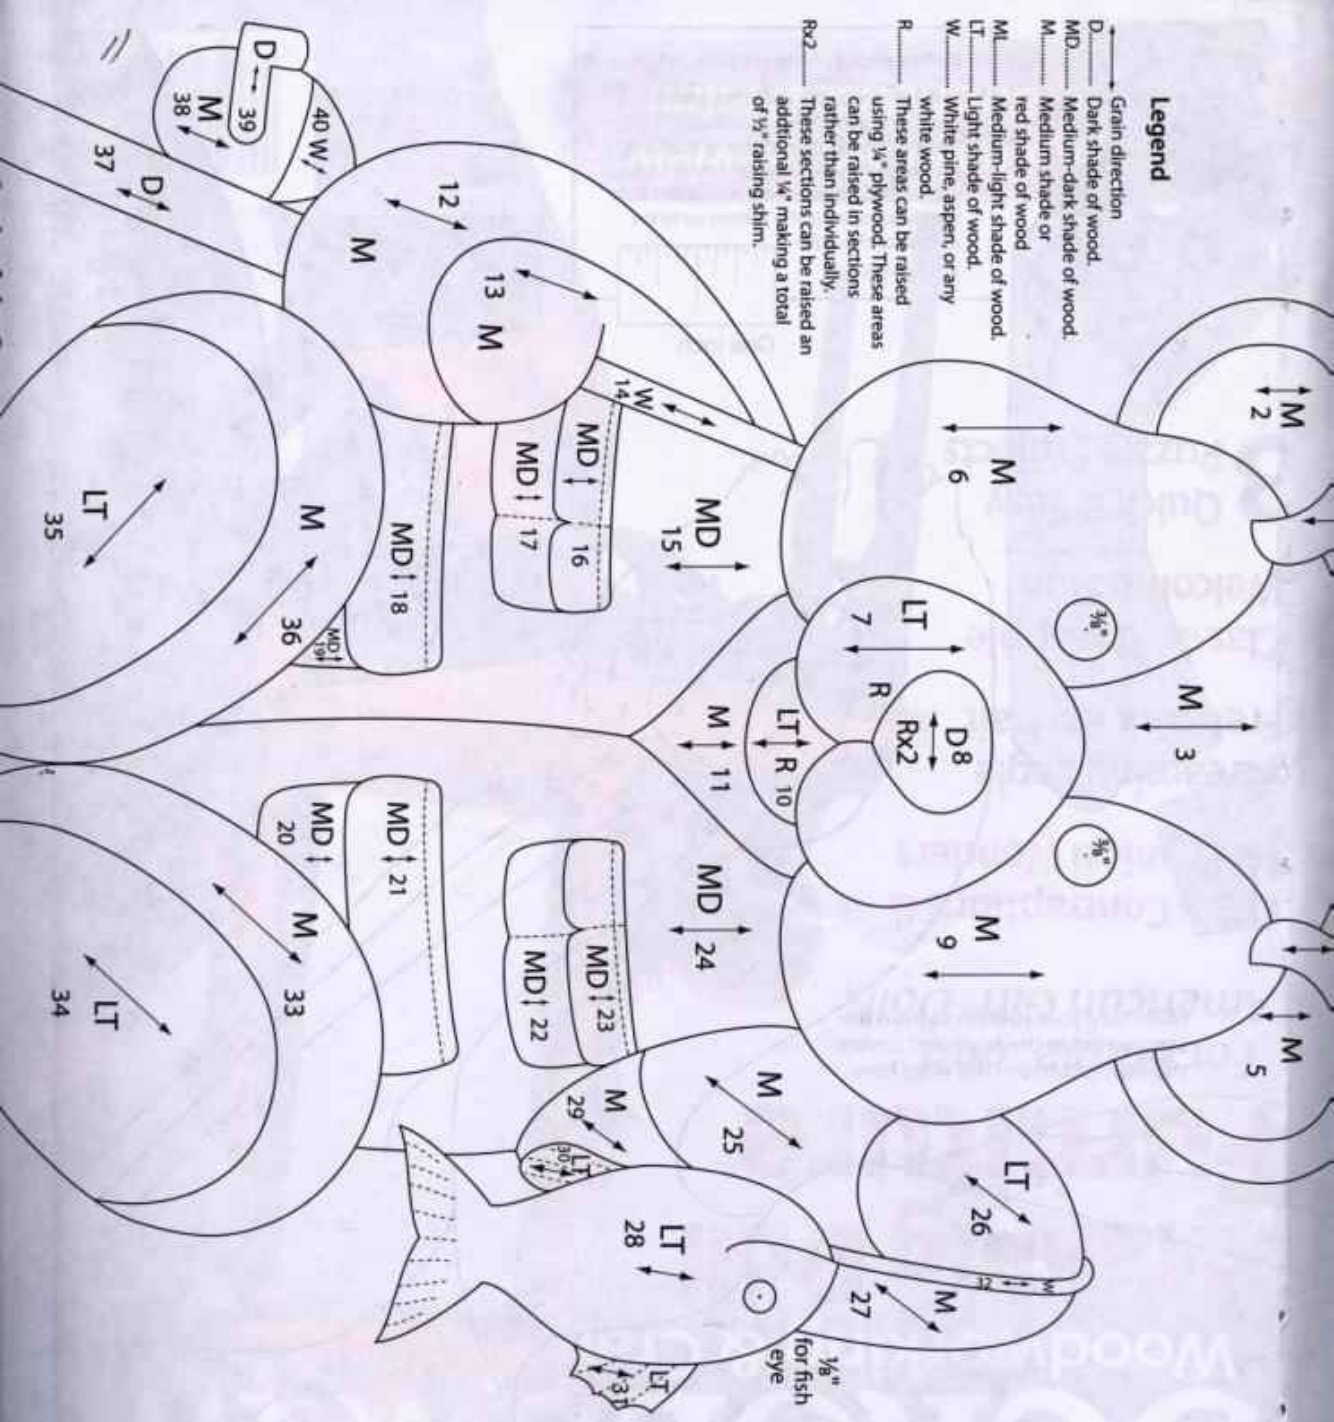 Legend
Grain direction
D........ Dark shade of wood.
MD....... Medium-dark shade of wood.
M........ Medium shade or
red shade of wood
ML....... Medium-light shade of wood.
LT....... Light shade of wood.
W........ White pine, aspen, or any
white wood.
R........ These areas can be raised
using ¼" plywood. These areas
can be raised in sections
rather than individually.
Rx2...... These sections can be raised an
addtional ¼" making a total
of ½" raising shim.
M
2
M
6
M
3
⅜"
⅜"
M
5
LT
7
R
D 8
Rx2
M
9
LT R 10
M 11
12
M
13 M
W
14
MD
15
MD
16
MD
17
MD 18
MD
19
MD
20
MD 21
MD 22
MD 23
MD 24
M
25
LT
26
M
27
LT
28
M
29
LT
30
LT
31
W
32
M
33
LT
34
LT
35
M
36
D
37
M
38
D 39
40 W
⅛"
for fish
eye